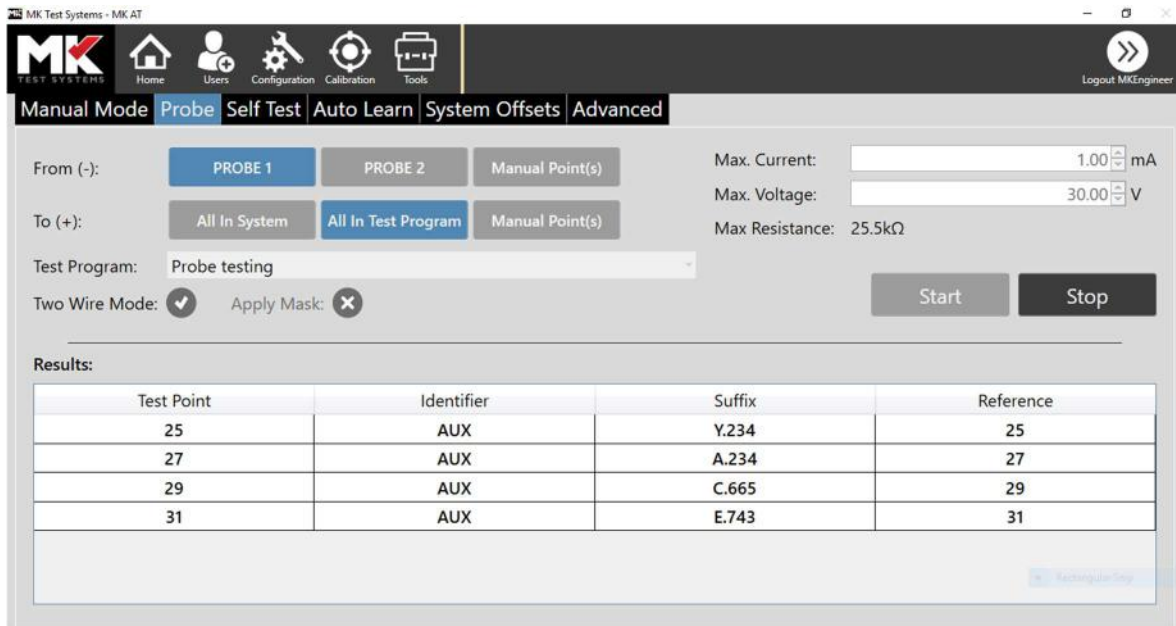 MK Test Systems - MK AT
MK
TEST SYSTEMS
Home Users Configuration Calibration Tools Logout MKEngineer
Manual Mode Probe Self Test Auto Learn System Offsets Advanced
From (-): PROBE 1 PROBE 2 Manual Point(s) Max. Current: 1.00 mA
Max. Voltage: 30.00 V
To (+): All In System All In Test Program Manual Point(s) Max Resistance: 25.5kΩ
Test Program: Probe testing
Two Wire Mode: Apply Mask: Start Stop
Results:
Test Point Identifier Suffix Reference
25 AUX Y.234 25
27 AUX A.234 27
29 AUX C.665 29
31 AUX E.743 31
Rectangular Snip